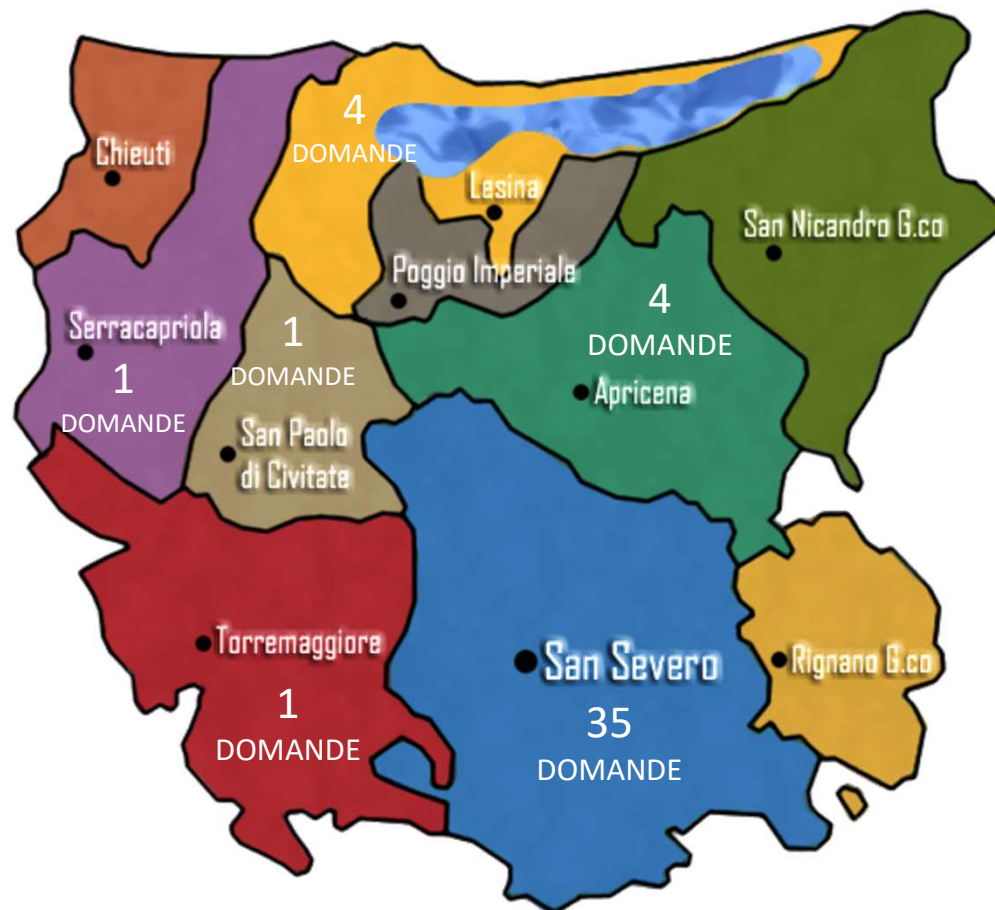 4
DOMANDE
Chieuti
Lesina
San Nicandro G.co
Poggio Imperiale
Serracapriola
1
DOMANDE
1
DOMANDE
4
DOMANDE
Apricena
San Paolo
di Civitate
Torremaggiore
1
DOMANDE
San Severo
35
DOMANDE
Rignano G.co